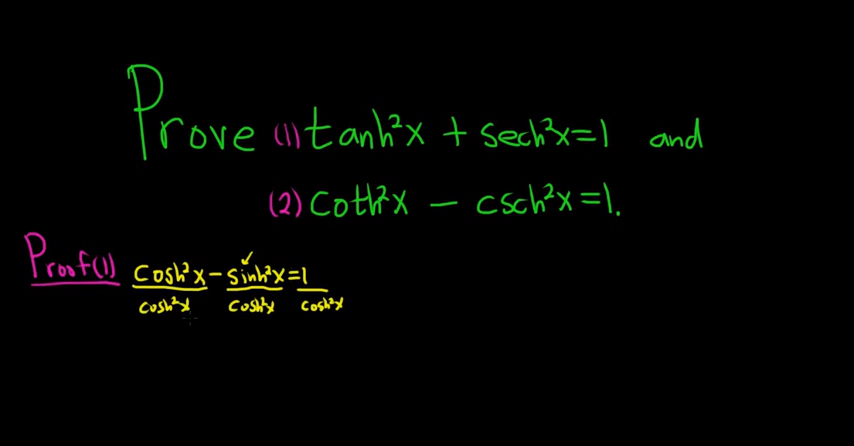 Prove (1) tanh²x + sech²x = 1 and
(2) coth²x − csch²x = 1.
Proof (1) cosh²x − sinh²x = 1
cosh²x cosh²x cosh²x